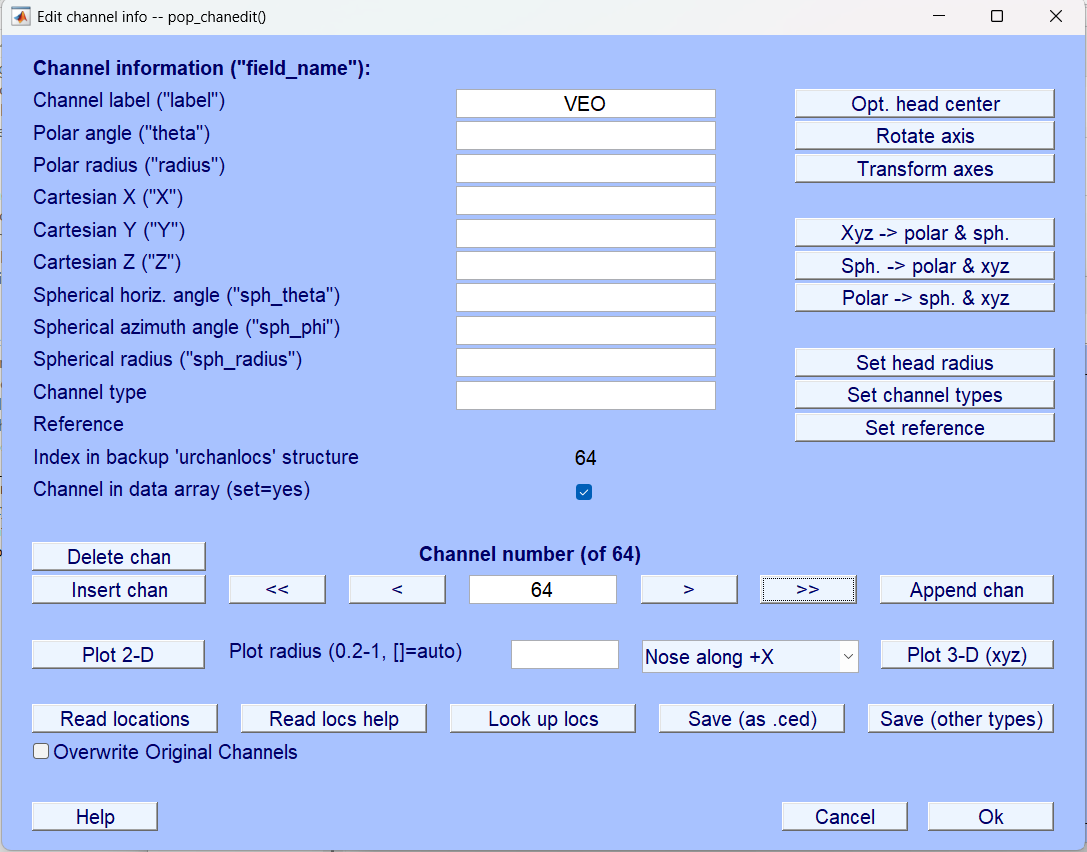 Edit channel info -- pop_chanedit()
Channel information ("field_name"):
Channel label ("label") VEO Opt. head center
Polar angle ("theta") Rotate axis
Polar radius ("radius") Transform axes
Cartesian X ("X")
Cartesian Y ("Y") Xyz -> polar & sph.
Cartesian Z ("Z") Sph. -> polar & xyz
Spherical horiz. angle ("sph_theta") Polar -> sph. & xyz
Spherical azimuth angle ("sph_phi")
Spherical radius ("sph_radius") Set head radius
Channel type Set channel types
Reference Set reference
Index in backup 'urchanlocs' structure 64
Channel in data array (set=yes)
Delete chan Channel number (of 64)
Insert chan << < 64 > >> Append chan
Plot 2-D Plot radius (0.2-1, []=auto) Nose along +X Plot 3-D (xyz)
Read locations Read locs help Look up locs Save (as .ced) Save (other types)
Overwrite Original Channels
Help Cancel Ok